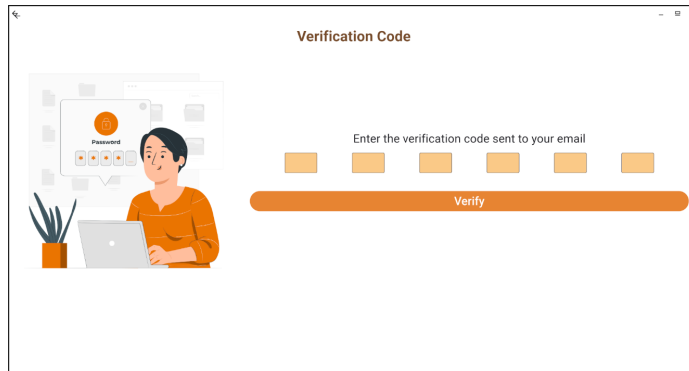 Verification Code
Password
Enter the verification code sent to your email
Verify